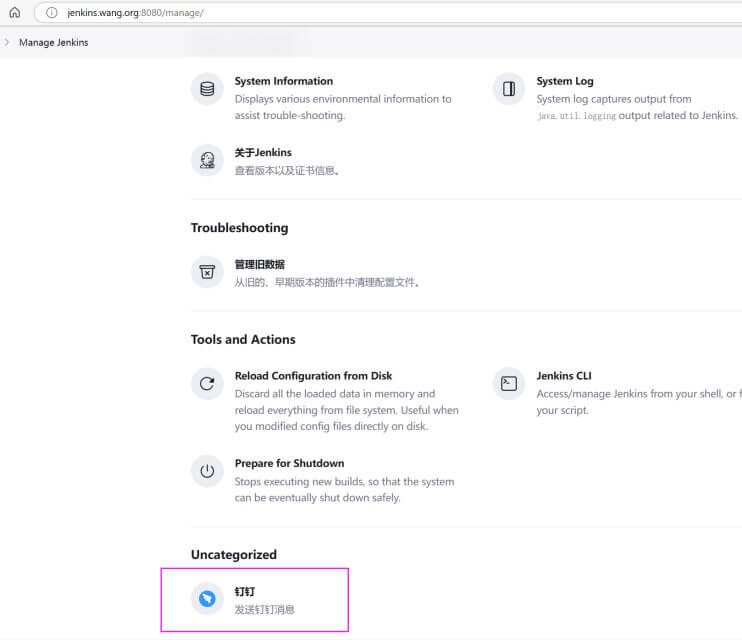 jenkins.wang.org:8080/manage/
Manage Jenkins
System Information
Displays various environmental information to
assist trouble-shooting.
System Log
System log captures output from
java.util.logging output related to Jenkins.
关于Jenkins
查看版本以及证书信息。
Troubleshooting
管理旧数据
从旧的、早期版本的插件中清理配置文件。
Tools and Actions
Reload Configuration from Disk
Discard all the loaded data in memory and
reload everything from file system. Useful when
you modified config files directly on disk.
Jenkins CLI
Access/manage Jenkins from your shell, or f
your script.
Prepare for Shutdown
Stops executing new builds, so that the system
can be eventually shut down safely.
Uncategorized
钉钉
发送钉钉消息